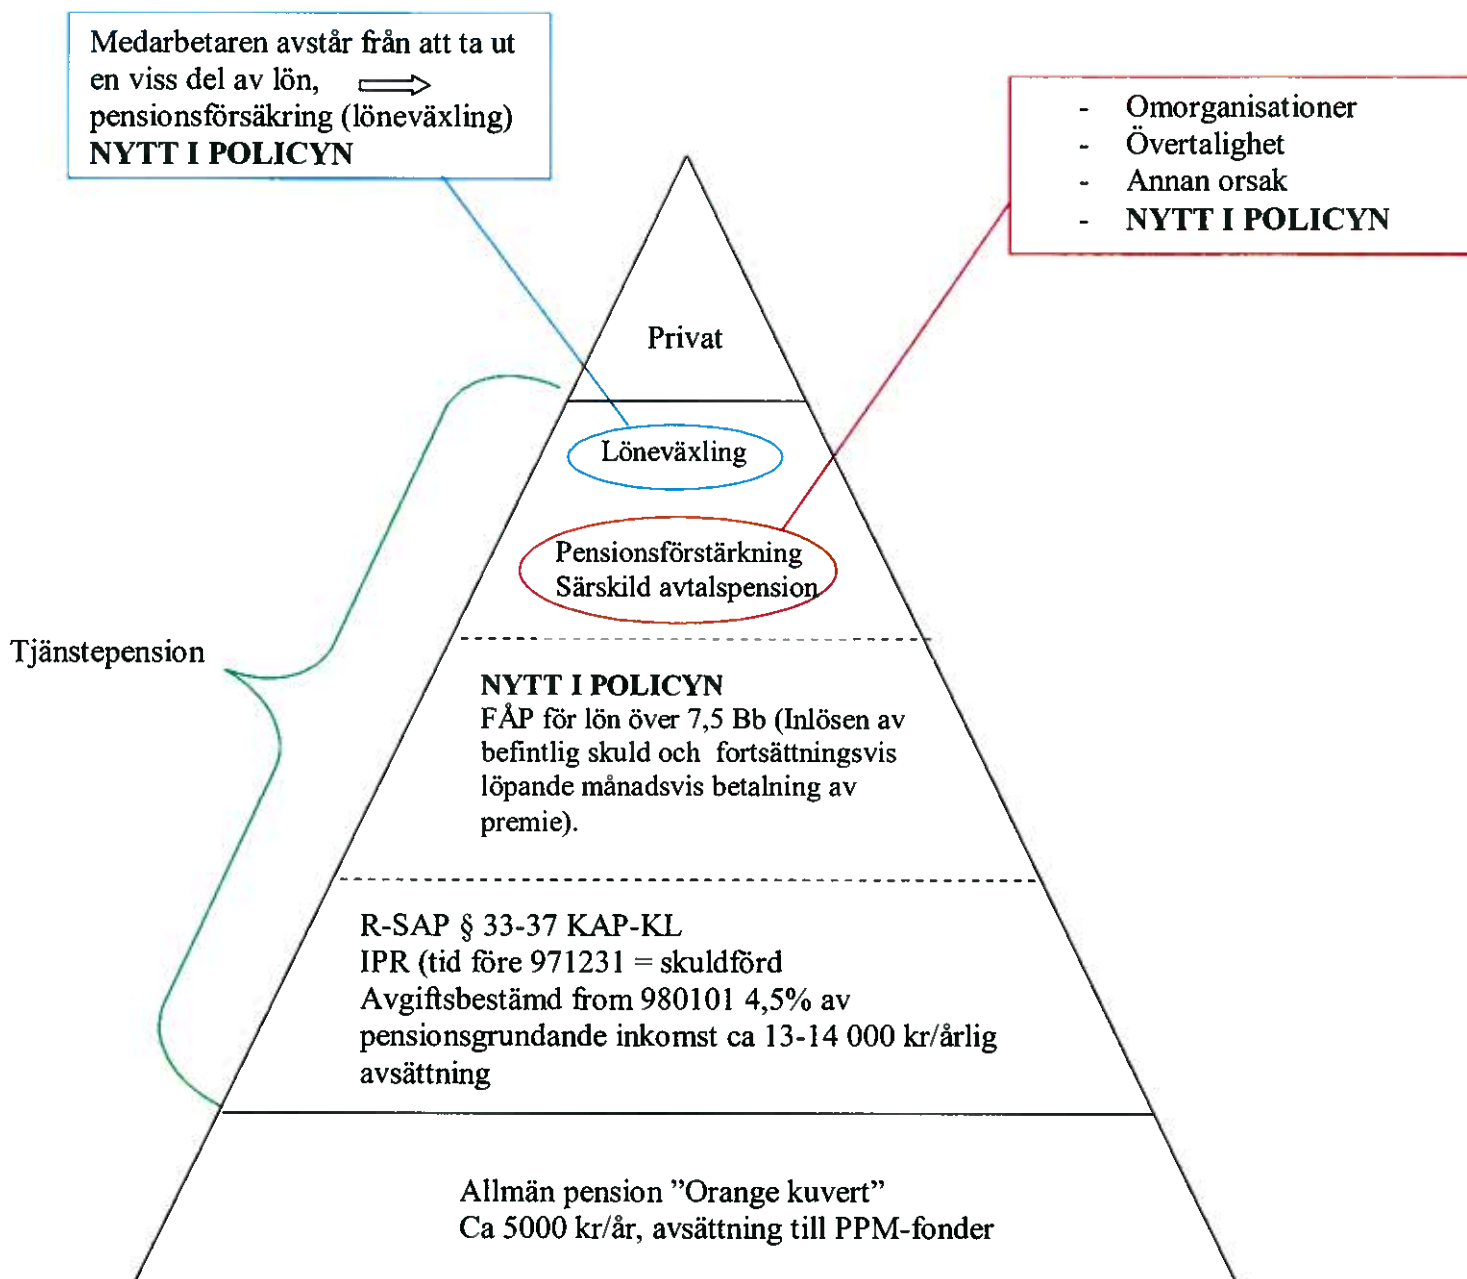 Medarbetaren avstår från att ta ut
en viss del av lön,
pensionsförsäkring (löneväxling)
NYTT I POLICYN
- Omorganisationer
- Övertalighet
- Annan orsak
- NYTT I POLICYN
Privat
Löneväxling
Pensionsförstärkning
Särskild avtalspension
Tjänstepension
NYTT I POLICYN
FÅP för lön över 7,5 Bb (Inlösen av
befintlig skuld och fortsättningsvis
löpande månadsvis betalning av
premie).
R-SAP § 33-37 KAP-KL
IPR (tid före 971231 = skuldförd
Avgiftsbestämd from 980101 4,5% av
pensionsgrundande inkomst ca 13-14 000 kr/årlig
avsättning
Allmän pension ”Orange kuvert”
Ca 5000 kr/år, avsättning till PPM-fonder